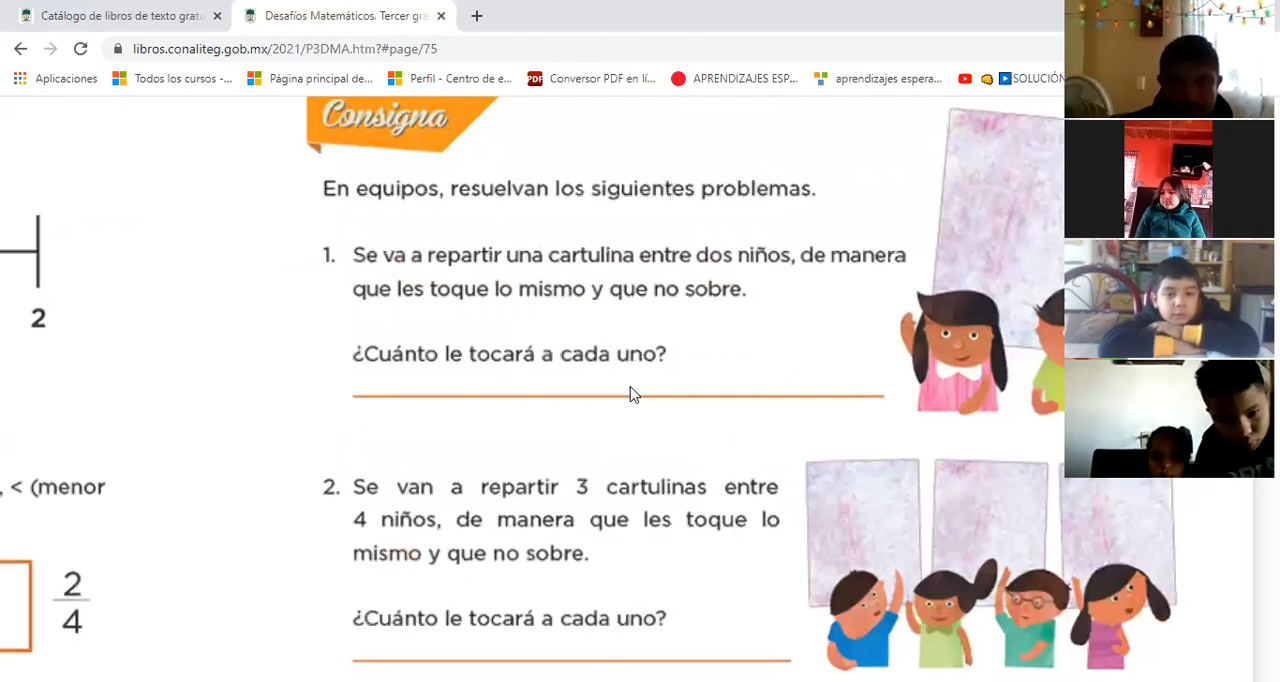 Catálogo de libros de texto gratu
Desafíos Matemáticos. Tercer gra
libros.conaliteg.gob.mx/2021/P3DMA.htm?#page/75
Aplicaciones
Todos los cursos -...
Página principal de...
Perfil - Centro de e...
PDF
Conversor PDF en lí...
APRENDIZAJES ESP...
aprendizajes espera...
SOLUCIÓN
Consigna
En equipos, resuelvan los siguientes problemas.
1. Se va a repartir una cartulina entre dos niños, de manera
que les toque lo mismo y que no sobre.
¿Cuánto le tocará a cada uno?
2
2. Se van a repartir 3 cartulinas entre
4 niños, de manera que les toque lo
mismo y que no sobre.
¿Cuánto le tocará a cada uno?
, < (menor
2
4